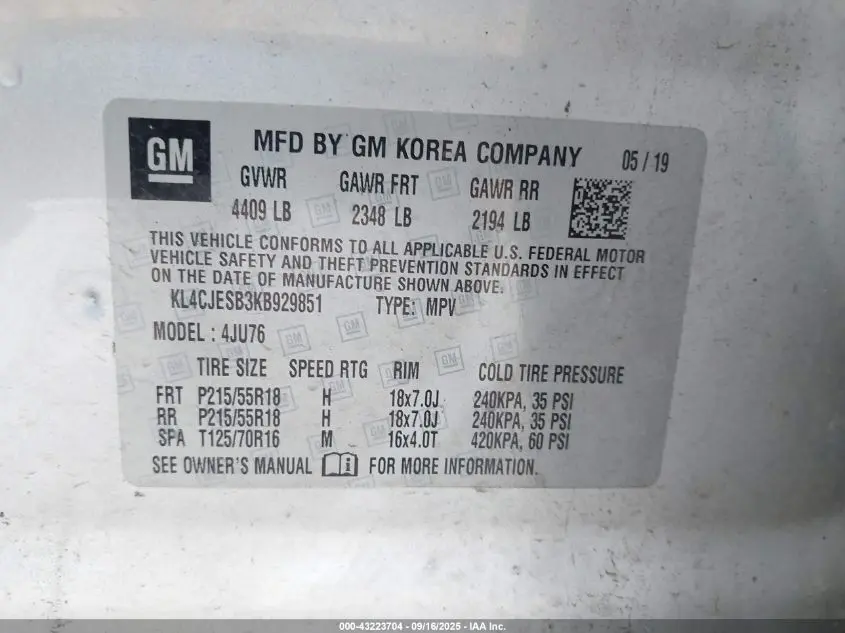 GM
MFD BY GM KOREA COMPANY 05 / 19
GVWR GAWR FRT GAWR RR
4409 LB 2348 LB 2194 LB
THIS VEHICLE CONFORMS TO ALL APPLICABLE U.S. FEDERAL MOTOR
VEHICLE SAFETY AND THEFT PREVENTION STANDARDS IN EFFECT
ON THE DATE OF MANUFACTURE SHOWN ABOVE.
KL4CJESB3KB929851 TYPE: MPV
MODEL : 4JU76
TIRE SIZE SPEED RTG RIM COLD TIRE PRESSURE
FRT P215/55R18 H 18x7.0J 240KPA, 35 PSI
RR P215/55R18 H 18x7.0J 240KPA, 35 PSI
SPA T125/70R16 M 16x4.0T 420KPA, 60 PSI
SEE OWNER'S MANUAL FOR MORE INFORMATION.
000-43223704 - 09/16/2025 - IAA Inc.